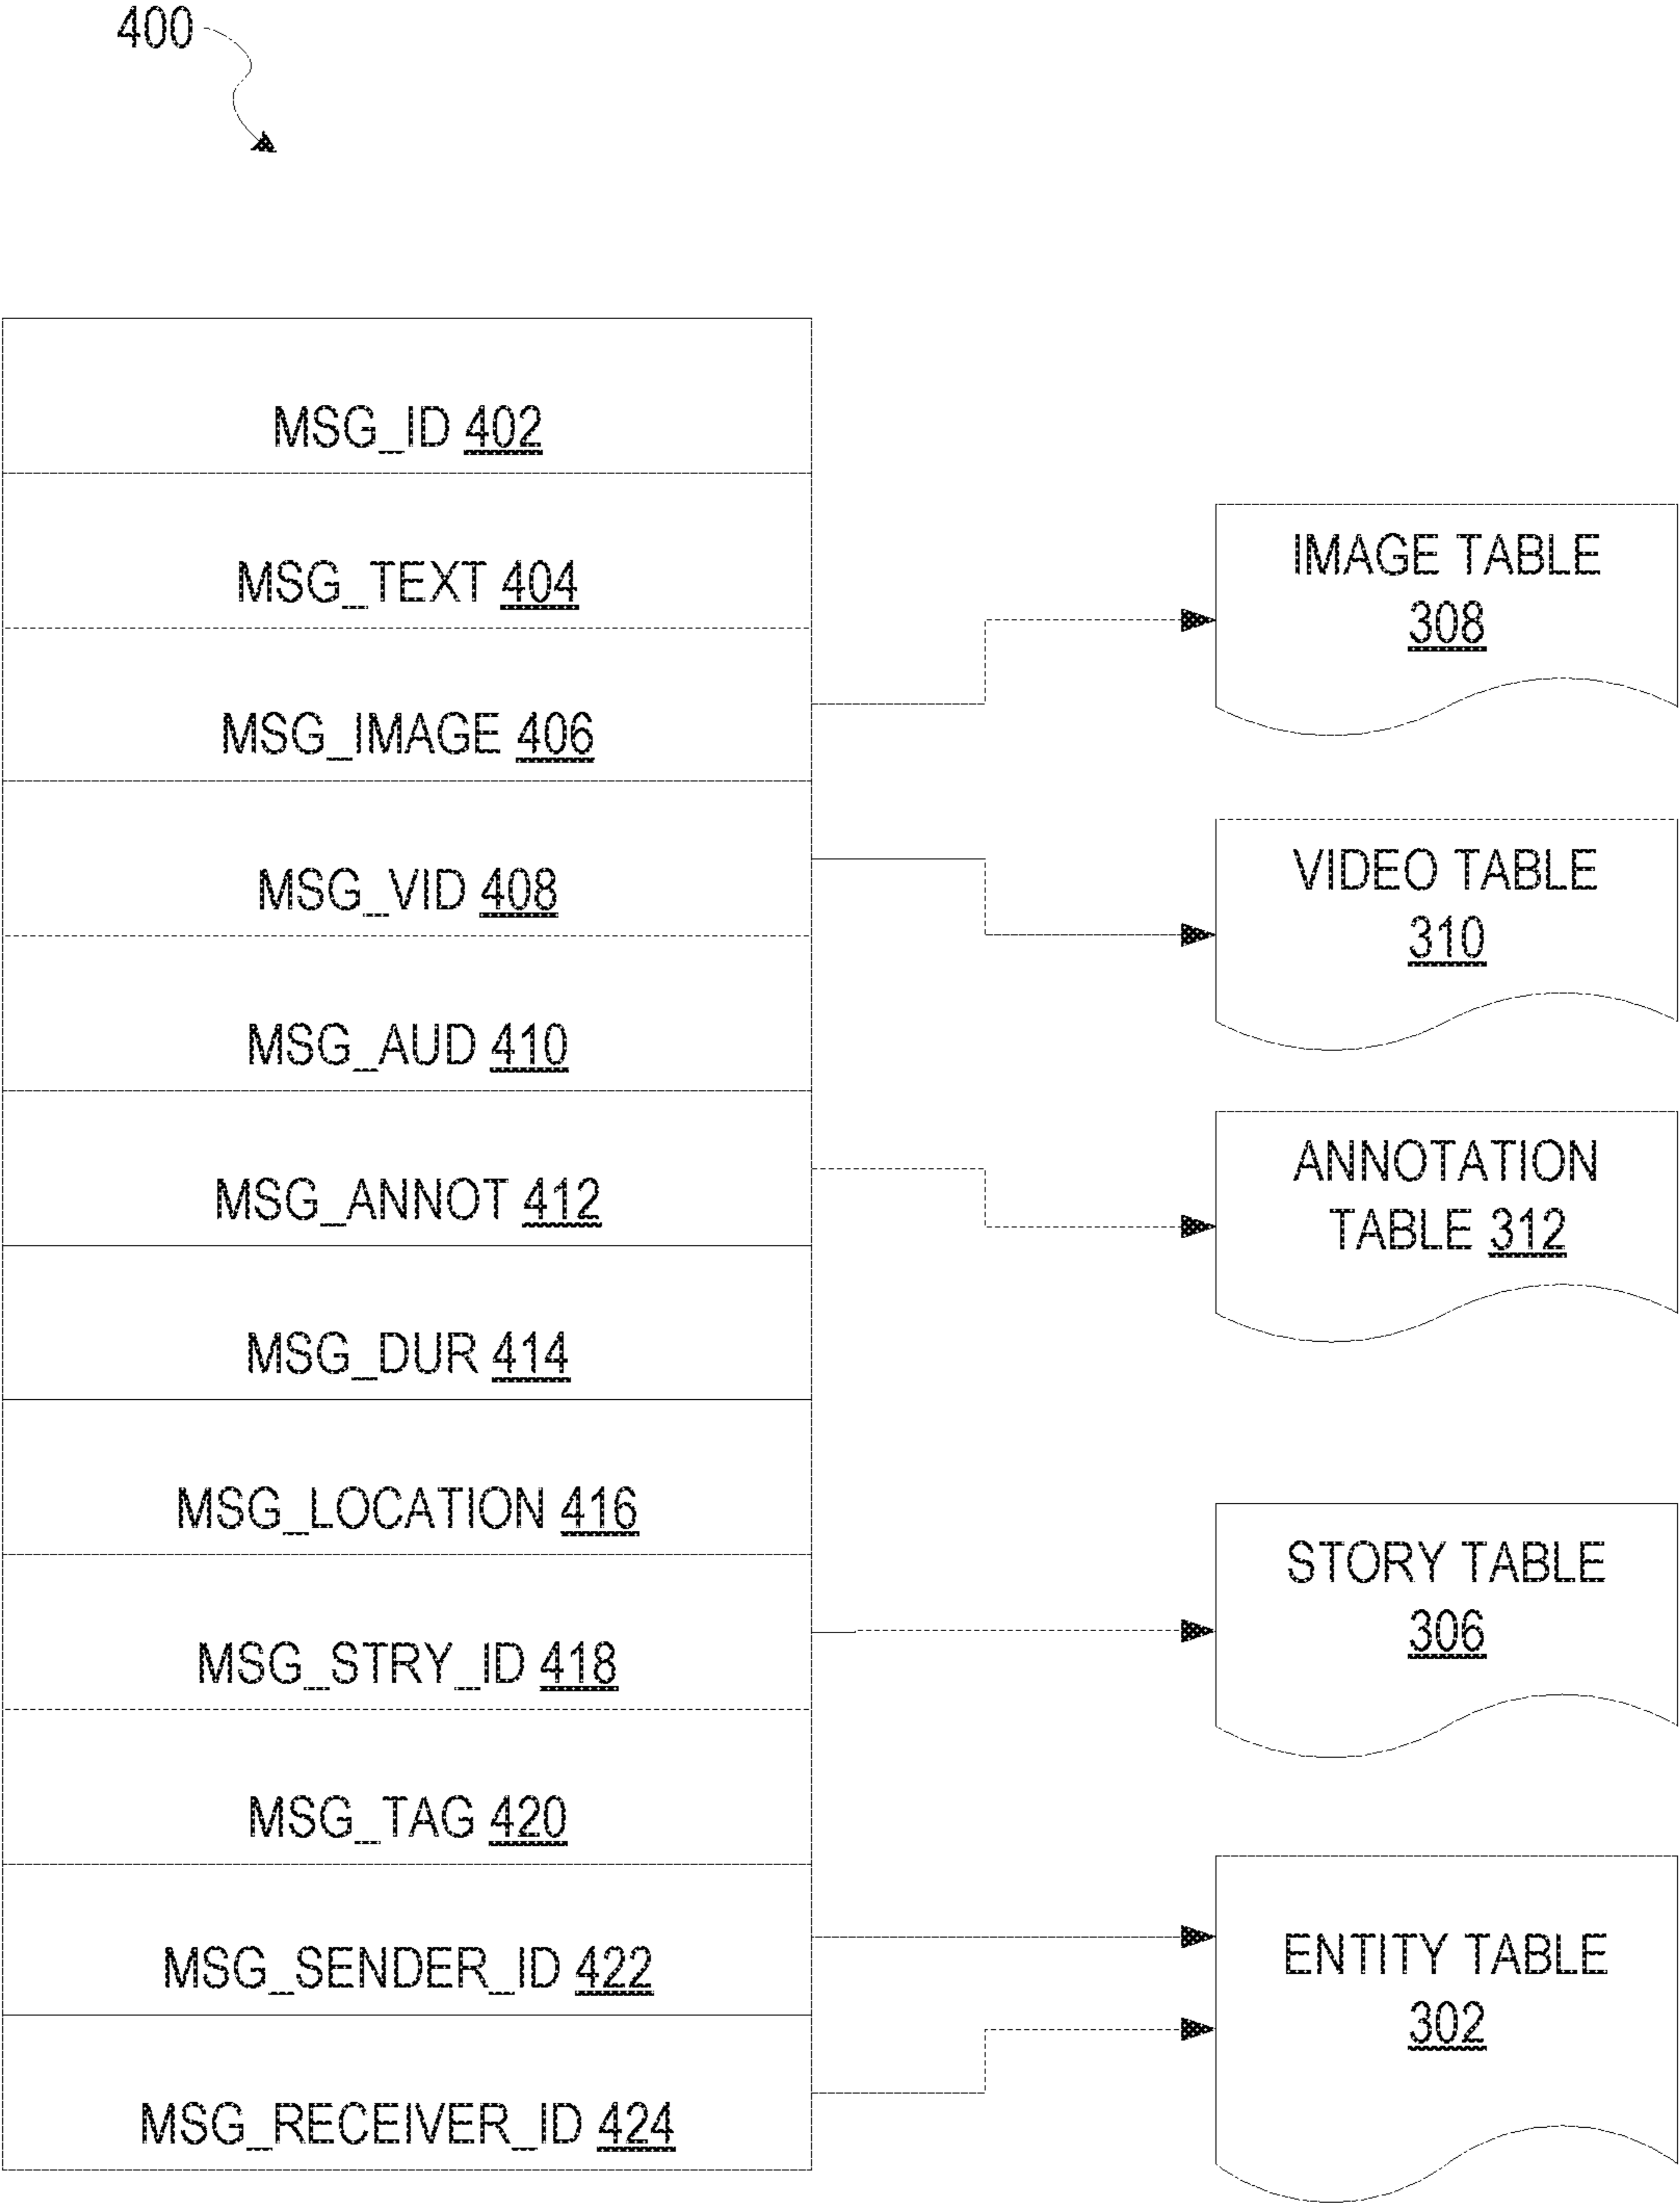 400
MSG_ID 402
MSG_TEXT 404
MSG_IMAGE 406
MSG_VID 408
MSG_AUD 410
MSG_ANNOT 412
MSG_DUR 414
MSG_LOCATION 416
MSG_STRY_ID 418
MSG_TAG 420
MSG_SENDER_ID 422
MSG_RECEIVER_ID 424
IMAGE TABLE
308
VIDEO TABLE
310
ANNOTATION
TABLE 312
STORY TABLE
306
ENTITY TABLE
302